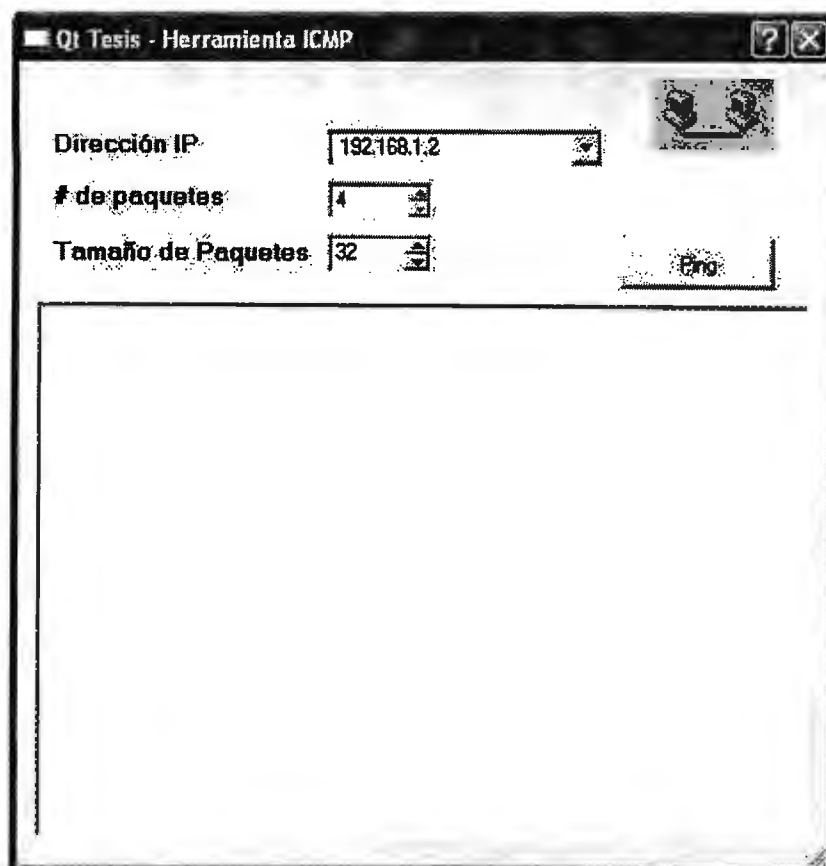 Qt Tesis - Herramienta ICMP
Dirección IP
192.168.1.2
# de paquetes
4
Tamaño de Paquetes
32
Ping